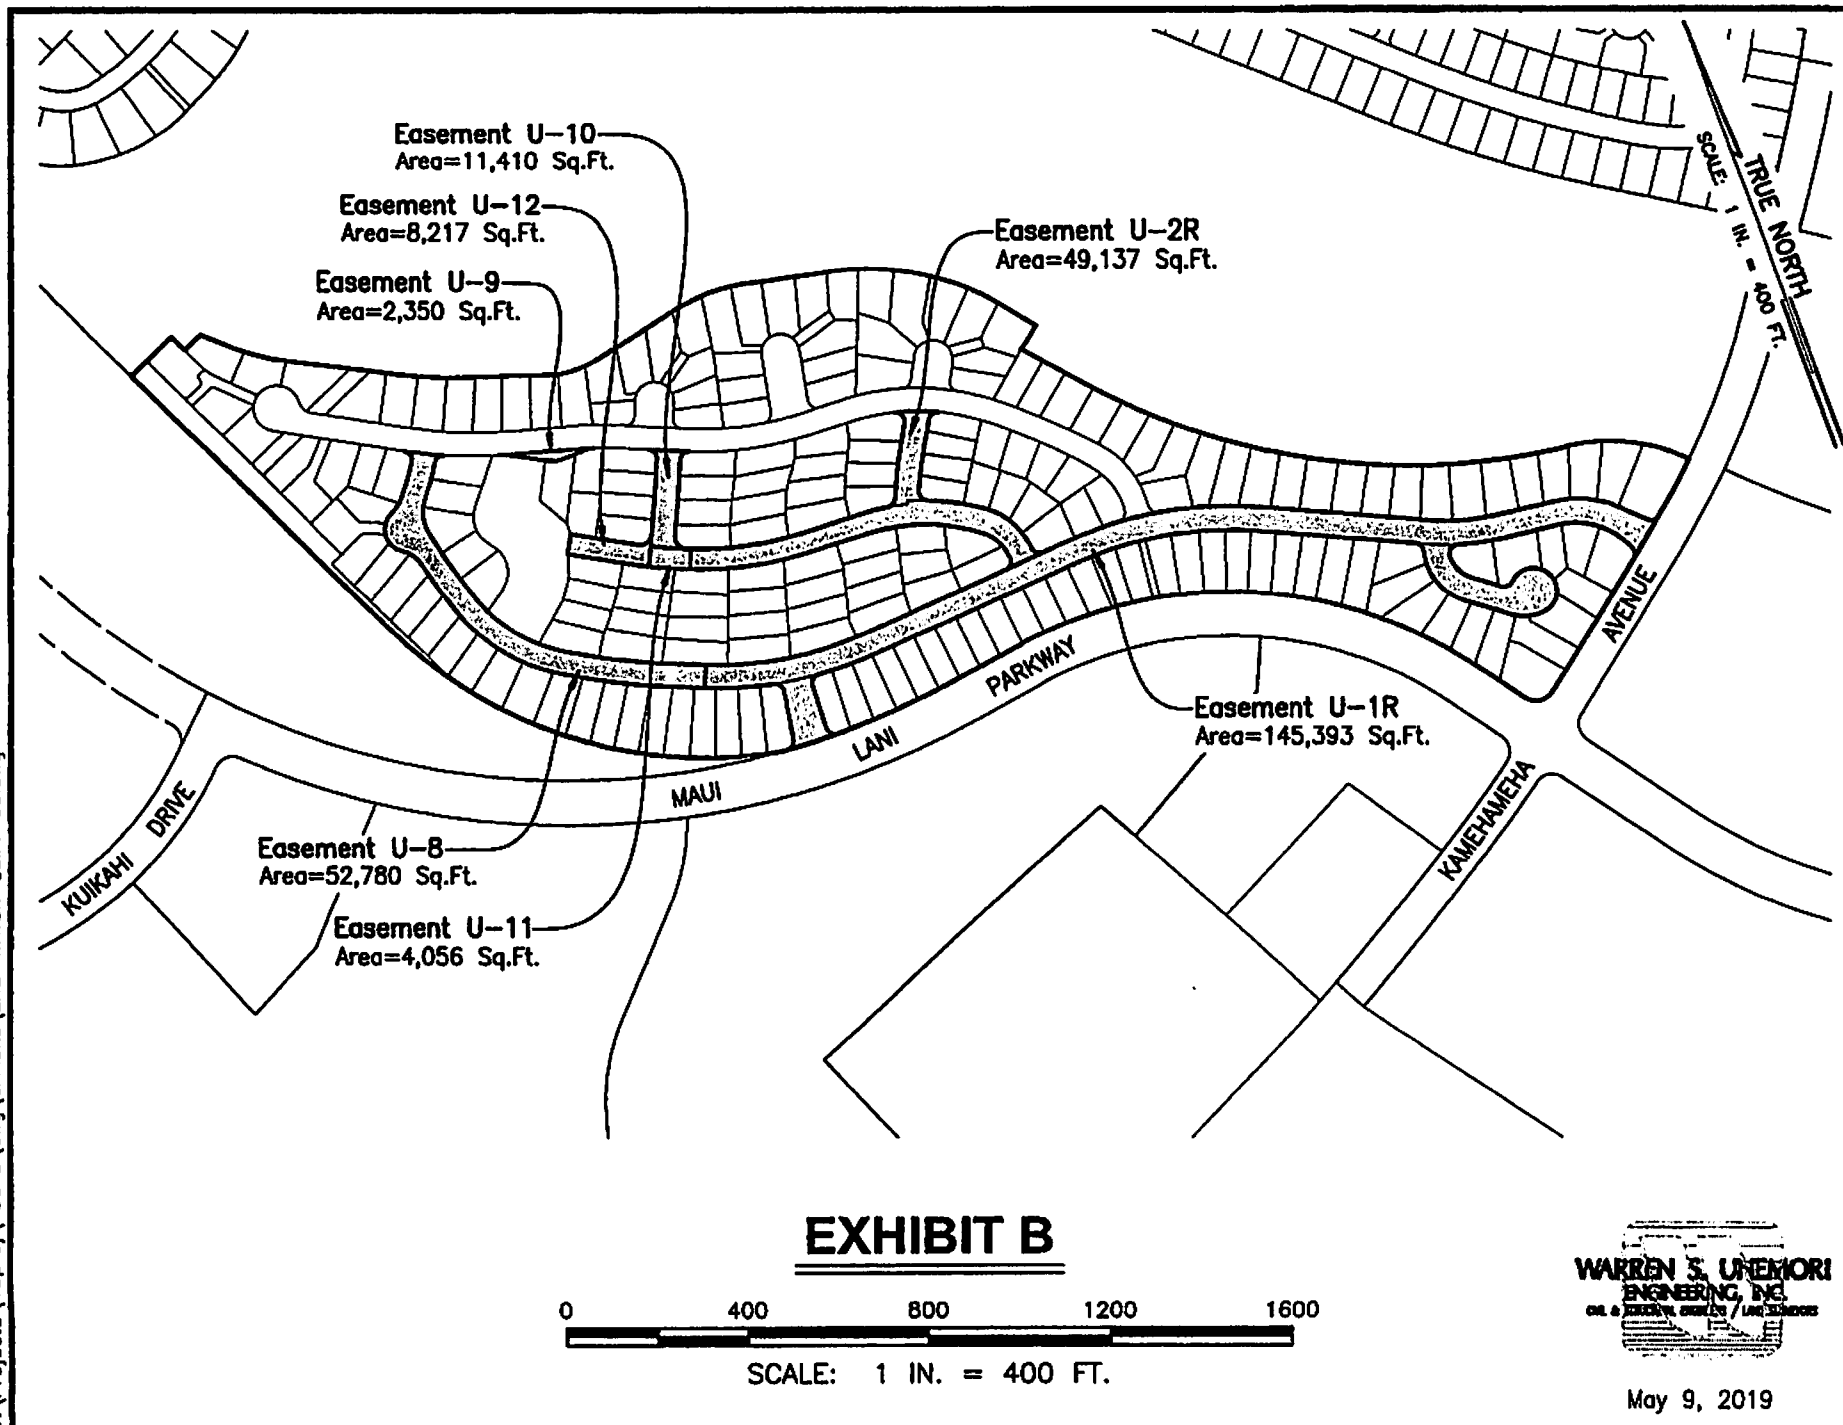 Easement U-10
Area=11,410 Sq.Ft.
Easement U-12
Area=8,217 Sq.Ft.
Easement U-9
Area=2,350 Sq.Ft.
Easement U-2R
Area=49,137 Sq.Ft.
TRUE NORTH
SCALE: 1 IN. = 400 FT.
AVENUE
PARKWAY
LANI
MAUI
Easement U-1R
Area=145,393 Sq.Ft.
KAMEHAMEHA
KUIKAHI DRIVE
Easement U-8
Area=52,780 Sq.Ft.
Easement U-11
Area=4,056 Sq.Ft.
EXHIBIT B
0 400 800 1200 1600
SCALE: 1 IN. = 400 FT.
WARREN S. UNEMORI
ENGINEERING, INC.
May 9, 2019